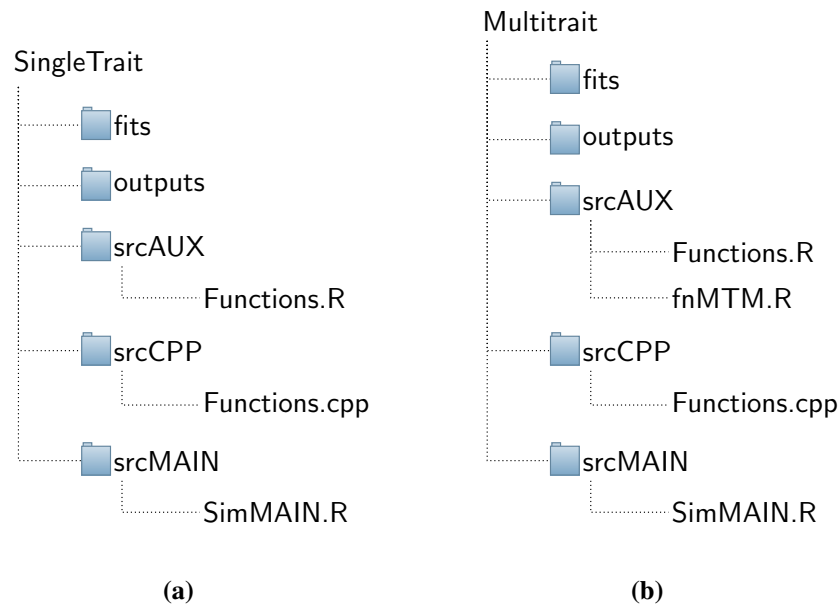 SingleTrait
fits
outputs
srcAUX
Functions.R
srcCPP
Functions.cpp
srcMAIN
SimMAIN.R
(a)
Multitrait
fits
outputs
srcAUX
Functions.R
fnMTM.R
srcCPP
Functions.cpp
srcMAIN
SimMAIN.R
(b)